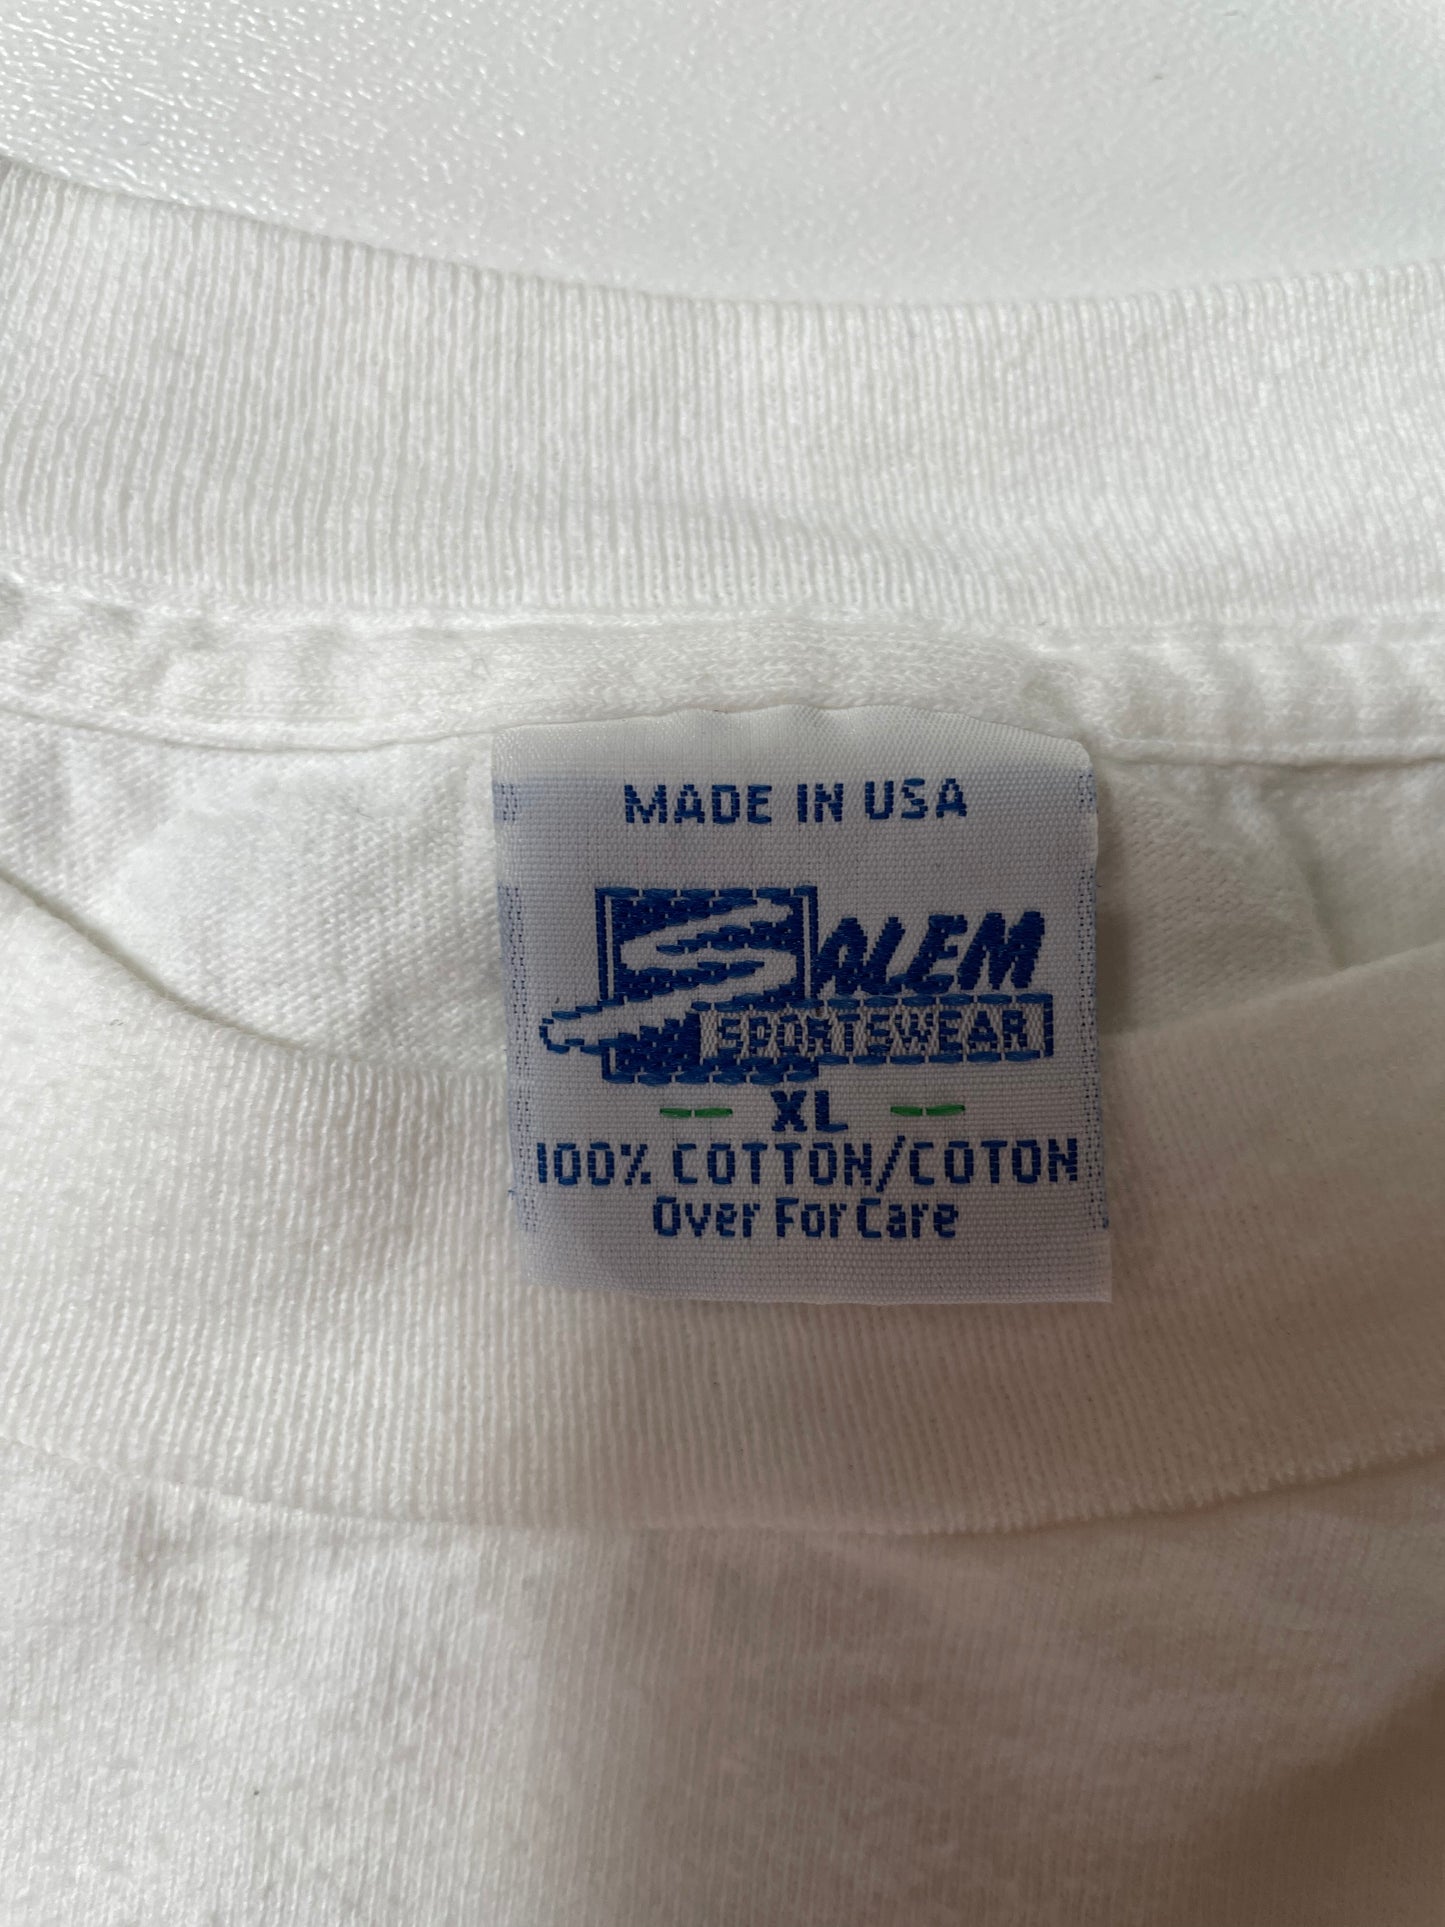 MADE IN USA
SALEM
SPORTSWEAR
XL
100% COTTON/COTON
Over For Care